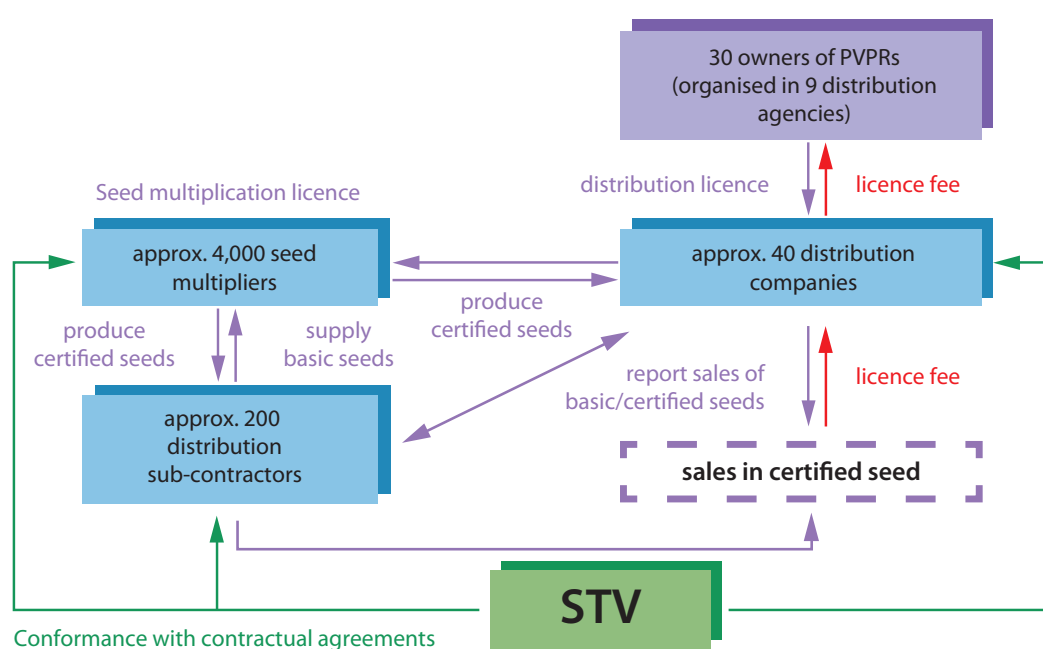 30 owners of PVPRs
(organised in 9 distribution
agencies)
distribution licence
licence fee
Seed multiplication licence
approx. 4,000 seed
multipliers
approx. 40 distribution
companies
produce
certified seeds
produce
certified seeds
supply
basic seeds
report sales of
basic/certified seeds
licence fee
approx. 200
distribution
sub-contractors
sales in certified seed
STV
Conformance with contractual agreements